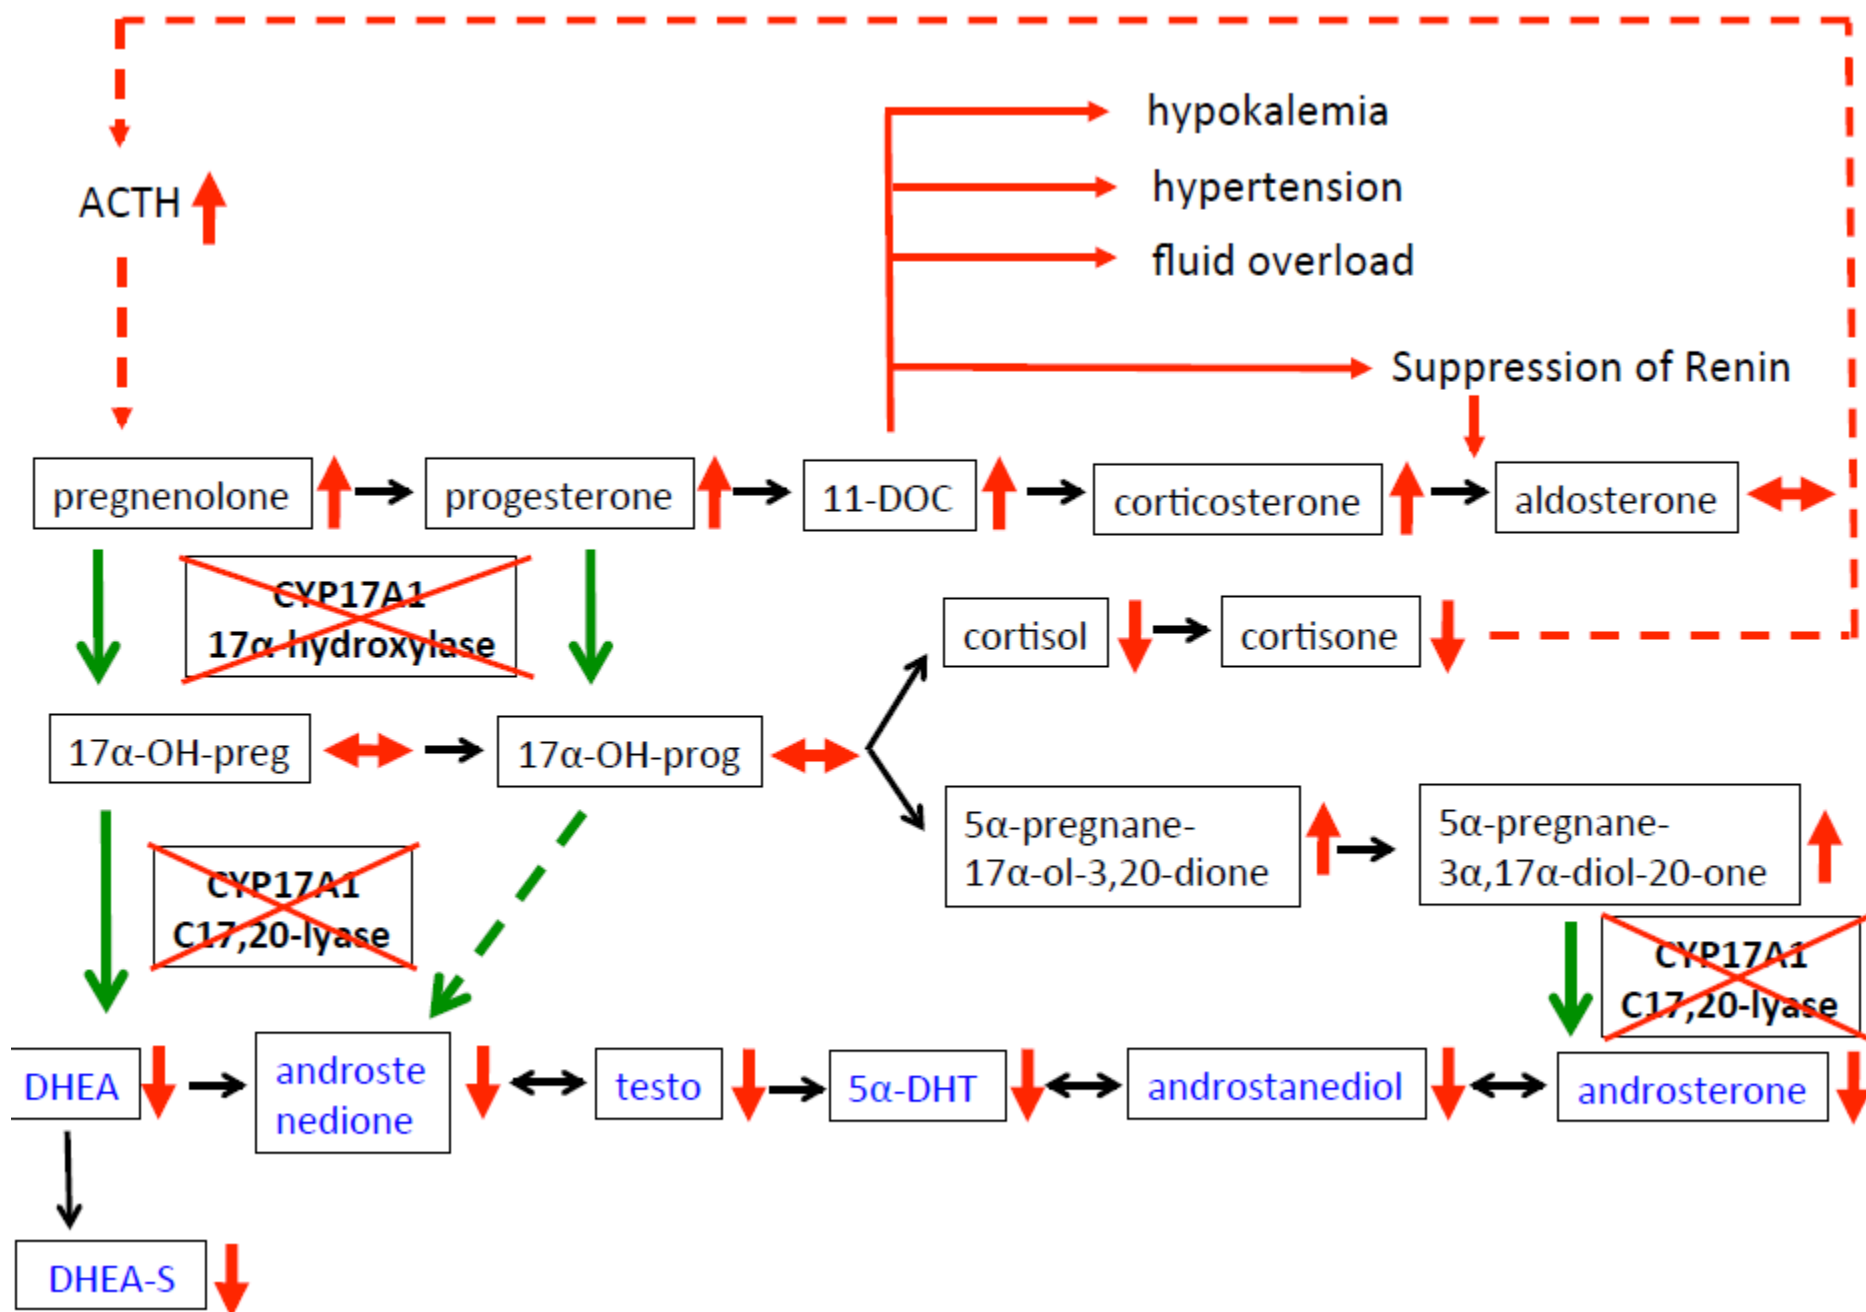 hypokalemia
ACTH
hypertension
fluid overload
Suppression of Renin
pregnenolone
progesterone
11-DOC
corticosterone
aldosterone
CYP17A1
17α-hydroxylase
cortisol
cortisone
17α-OH-preg
17α-OH-prog
5α-pregnane-
17α-ol-3,20-dione
5α-pregnane-
3α,17α-diol-20-one
CYP17A1
C17,20-lyase
CYP17A1
C17,20-lyase
DHEA
androste
nedione
testo
5α-DHT
androstanediol
androsterone
DHEA-S